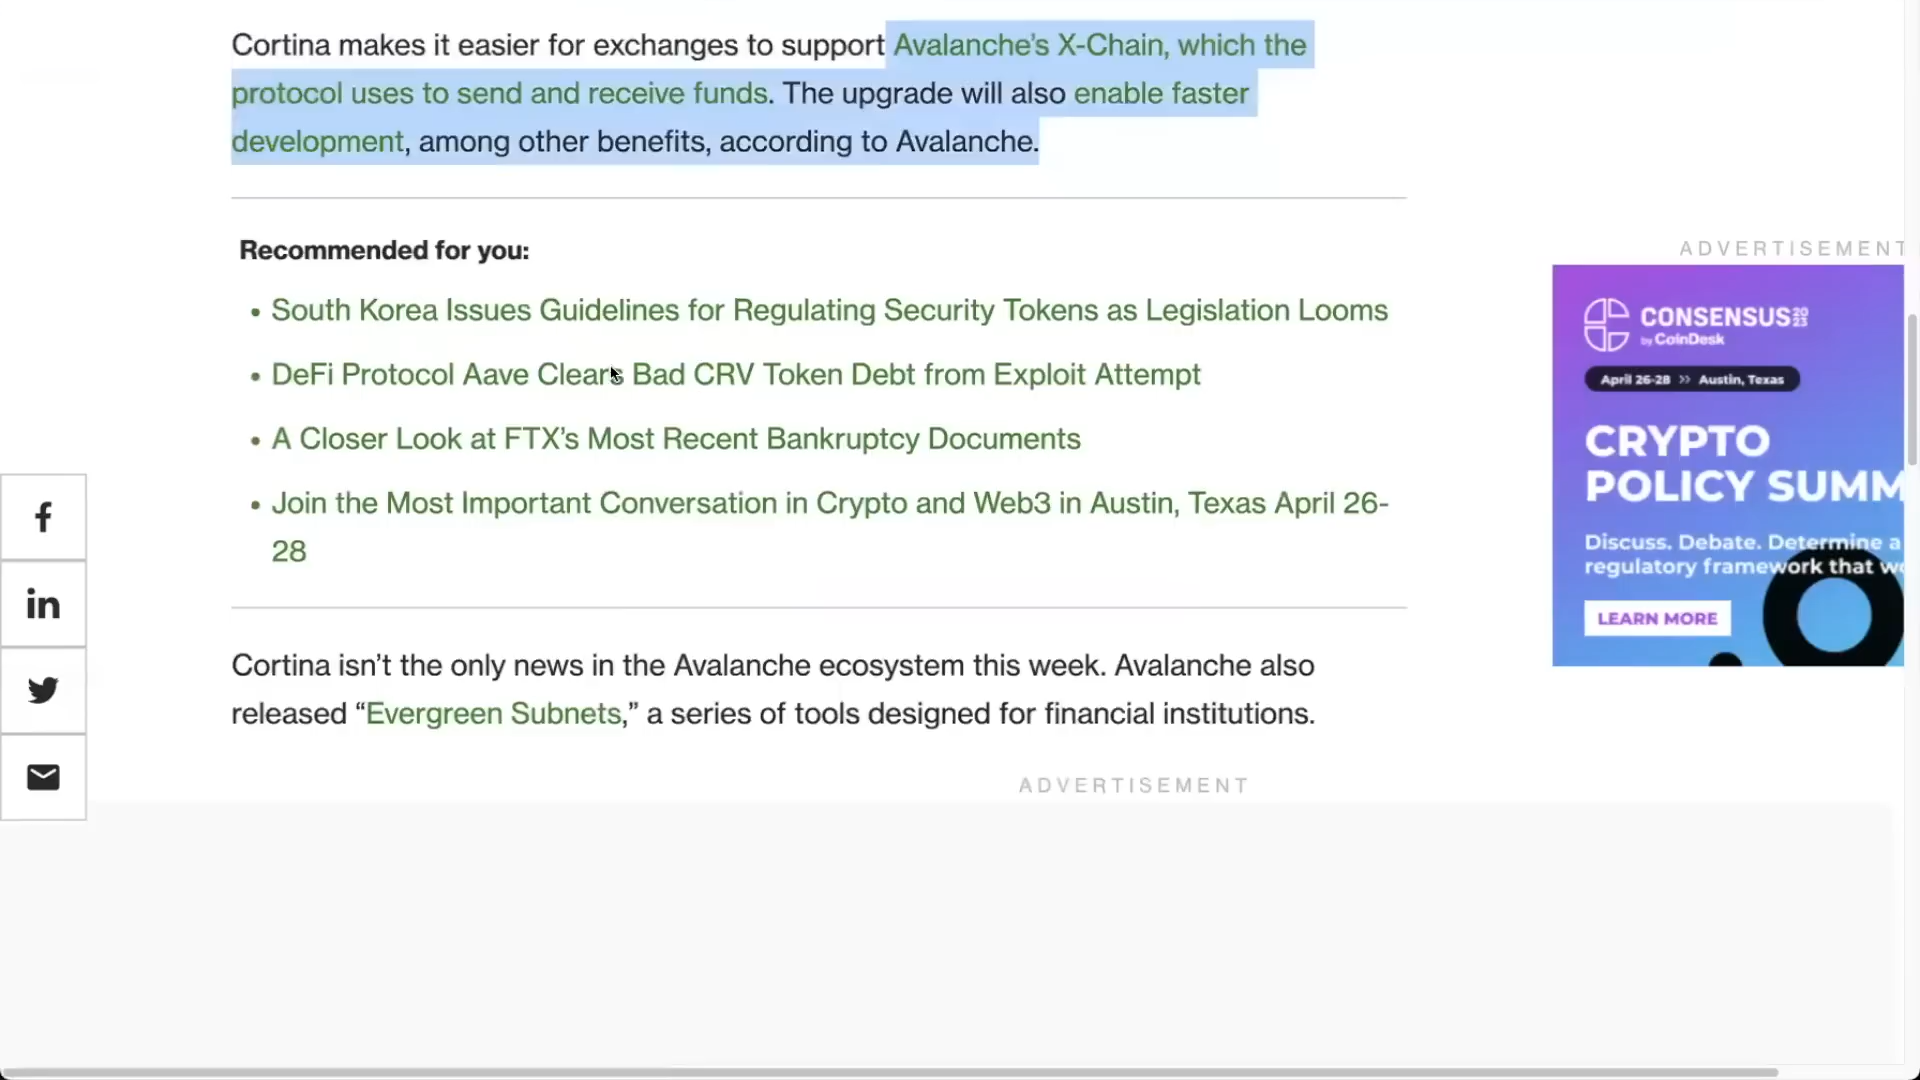 Cortina makes it easier for exchanges to support Avalanche’s X-Chain, which the
protocol uses to send and receive funds. The upgrade will also enable faster
development, among other benefits, according to Avalanche.
Recommended for you:
• South Korea Issues Guidelines for Regulating Security Tokens as Legislation Looms
• DeFi Protocol Aave Clears Bad CRV Token Debt from Exploit Attempt
• A Closer Look at FTX’s Most Recent Bankruptcy Documents
• Join the Most Important Conversation in Crypto and Web3 in Austin, Texas April 26-
28
Cortina isn’t the only news in the Avalanche ecosystem this week. Avalanche also
released “Evergreen Subnets,” a series of tools designed for financial institutions.
ADVERTISEMENT
ADVERTISEMENT
CONSENSUS 2023
by CoinDesk
April 26-28 >> Austin, Texas
CRYPTO
POLICY SUMM
Discuss. Debate. Determine a
regulatory framework that
LEARN MORE